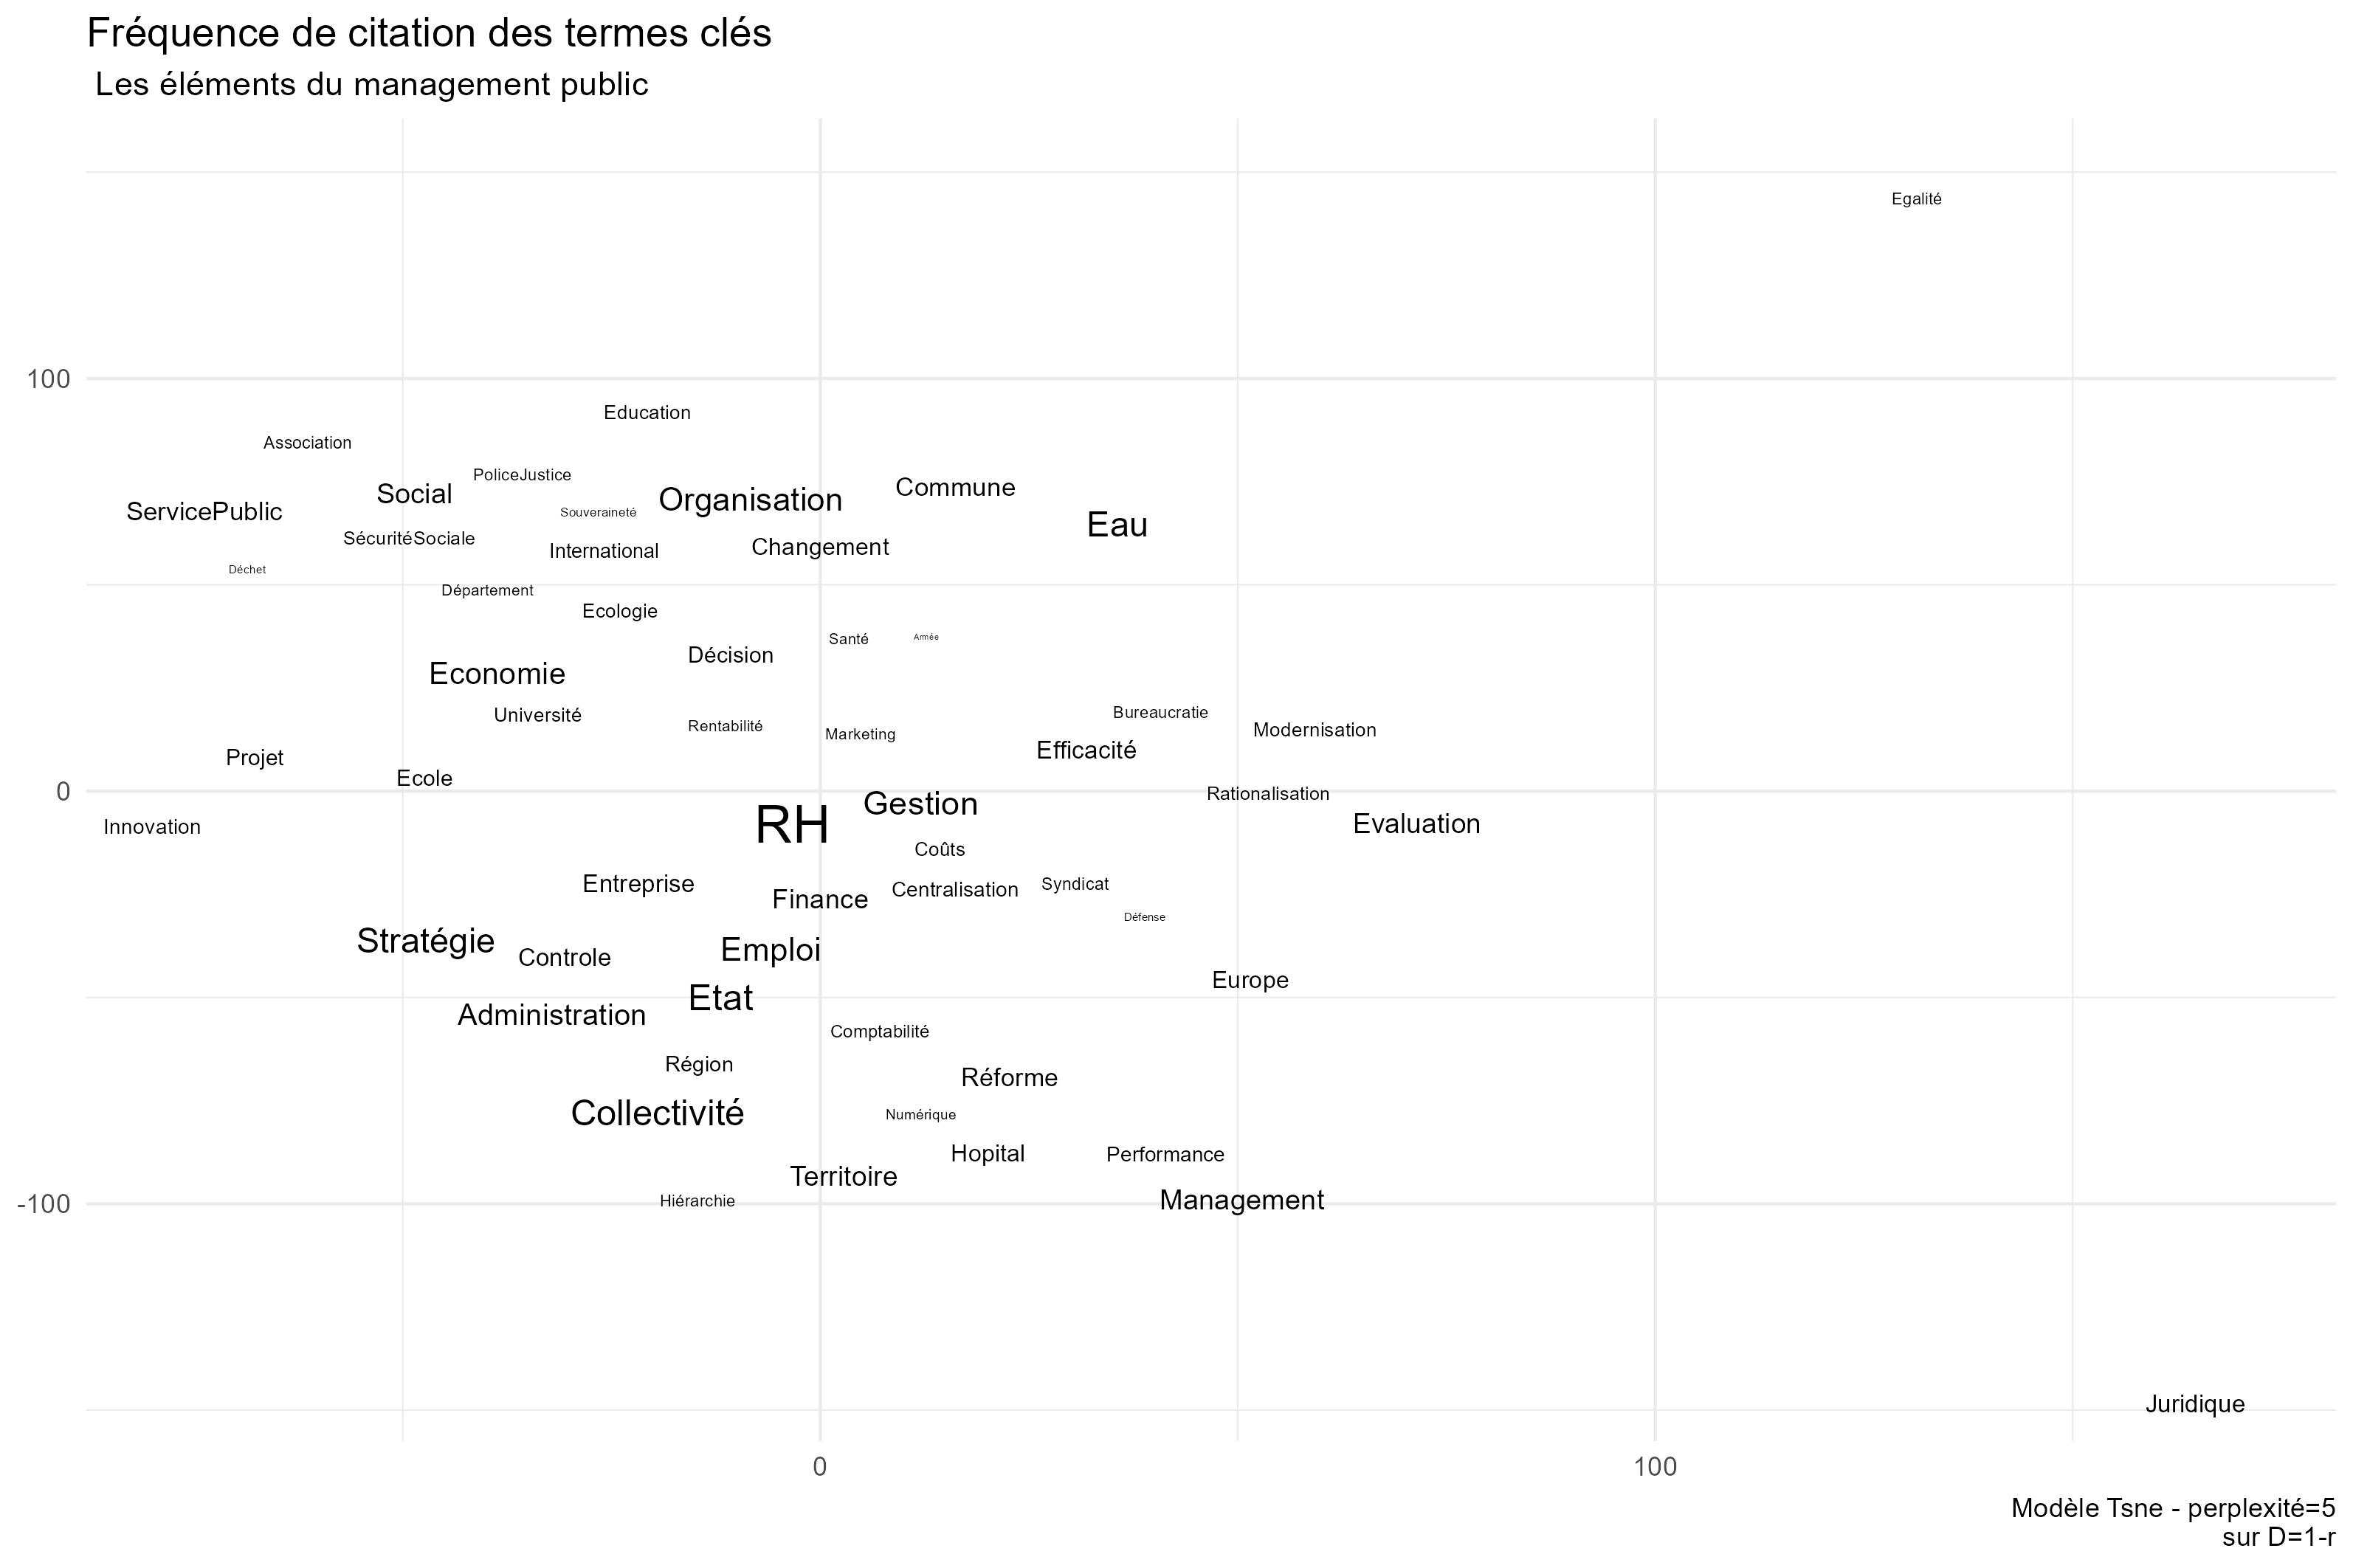 Fréquence de citation des termes clés
Les éléments du management public
Egalité
100
Education
Association
PoliceJustice
Social
Commune
Organisation
ServicePublic
Souveraineté
Eau
SécuritéSociale
International
Changement
Déchet
Département
Ecologie
Santé
Armée
Décision
Economie
Université
Bureaucratie
Rentabilité
Modernisation
Marketing
Efficacité
Projet
Ecole
0
Rationalisation
Gestion
Innovation
RH
Evaluation
Coûts
Entreprise
Centralisation
Syndicat
Finance
Défense
Stratégie
Controle
Emploi
Europe
Etat
Administration
Comptabilité
Région
Réforme
Collectivité
Numérique
Hopital
Performance
Territoire
Hiérarchie
Management
-100
Juridique
0
100
Modèle Tsne - perplexité=5
sur D=1-r